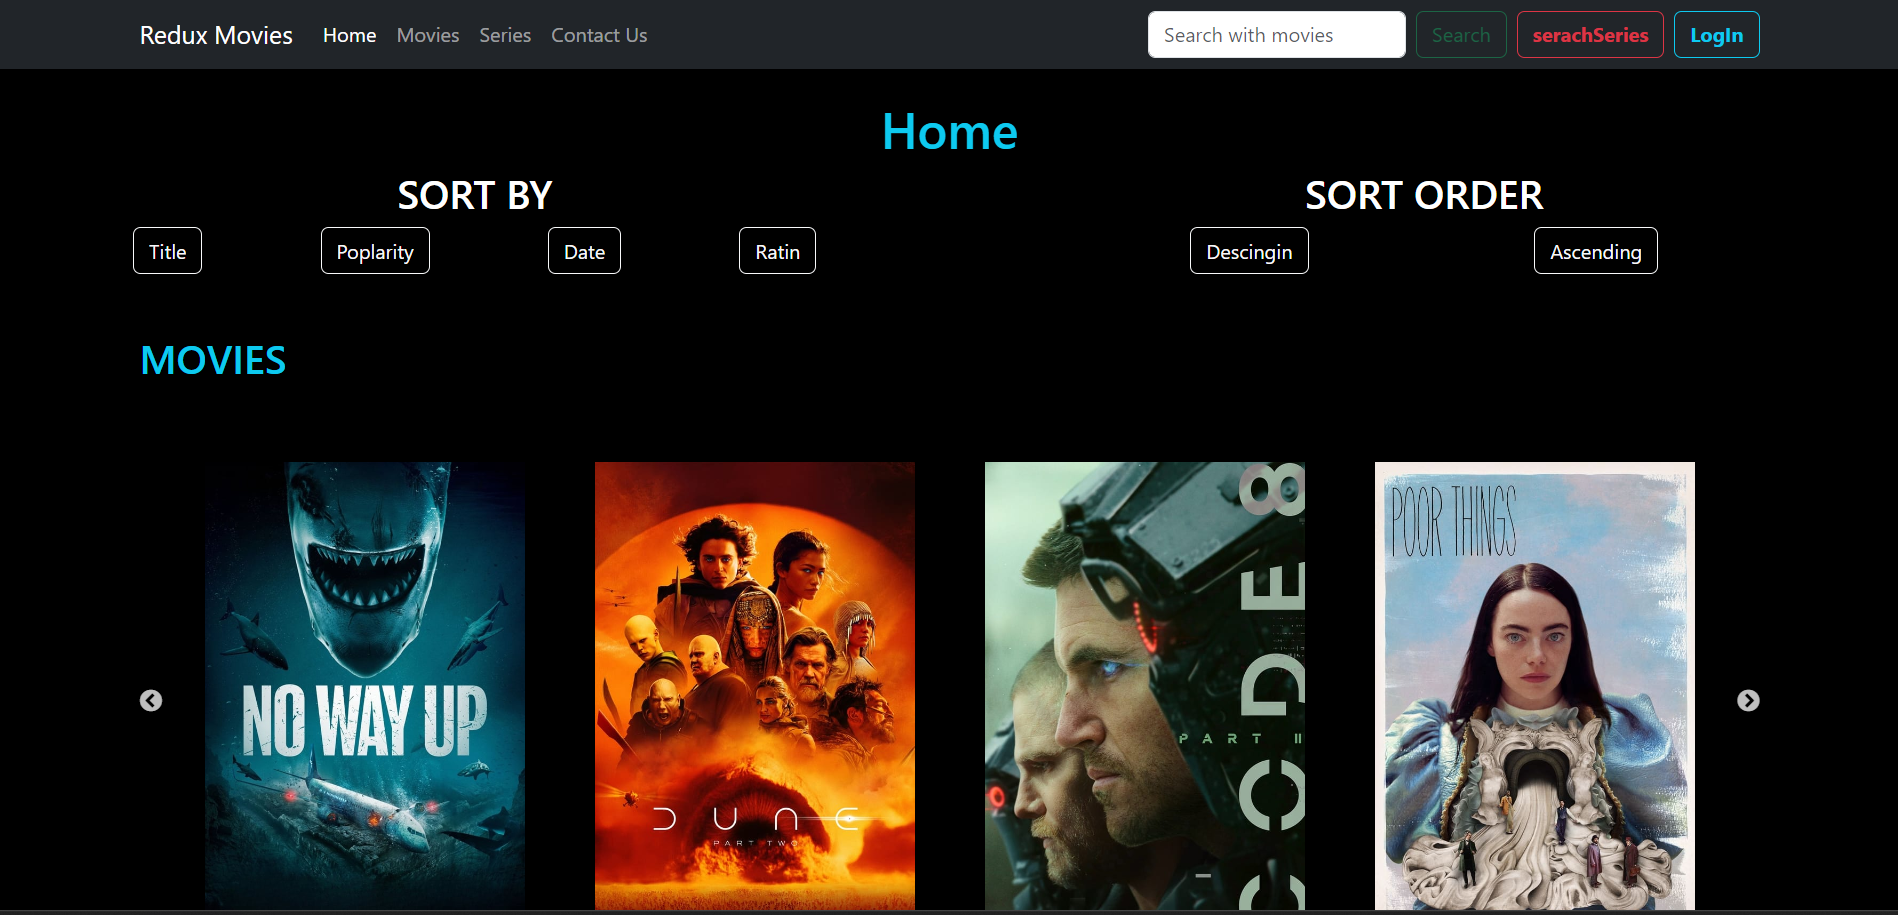 Redux Movies Home Movies Series Contact Us Search with movies Search serachSeries LogIn
Home
SORT BY SORT ORDER
Title Poplarity Date Ratin Descingin Ascending
MOVIES
NO WAY UP
DUNE
PART TWO
CODE 8
PART II
POOR THINGS